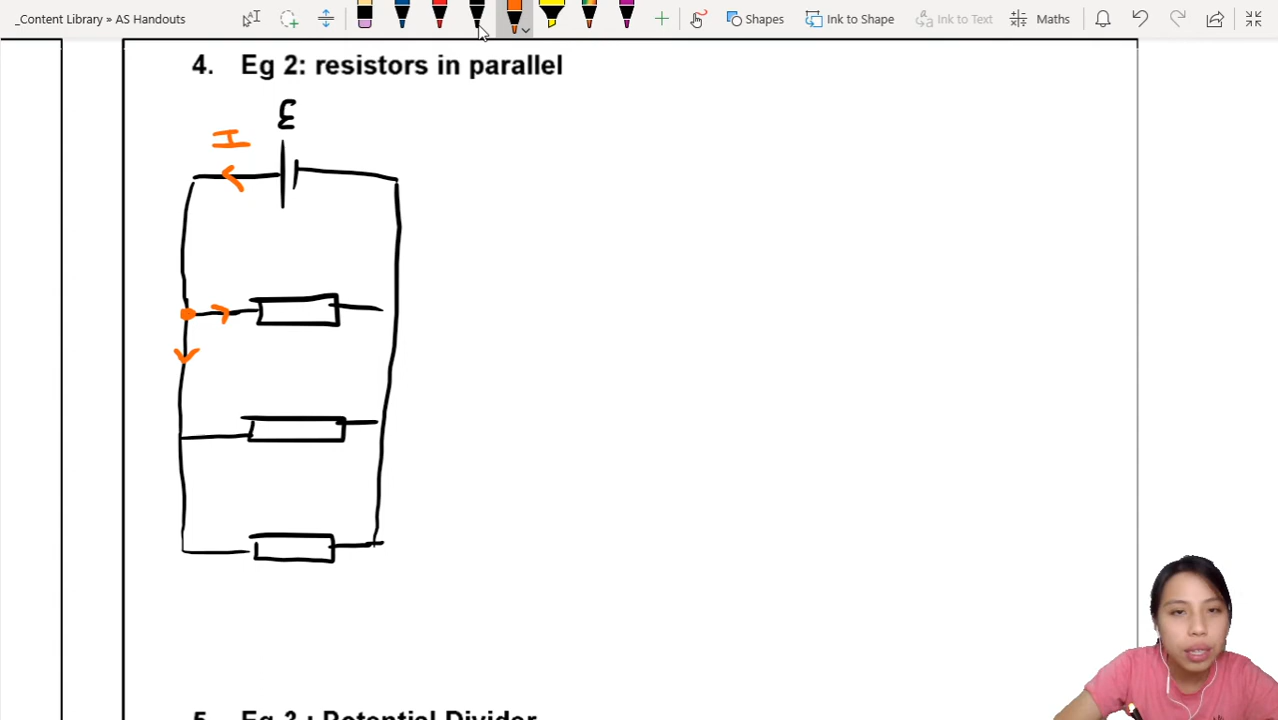 _Content Library » AS Handouts
Shapes
Ink to Shape
Ink to Text
Maths
4. Eg 2: resistors in parallel
ε
I
5. Eg 3 : Potential Divider